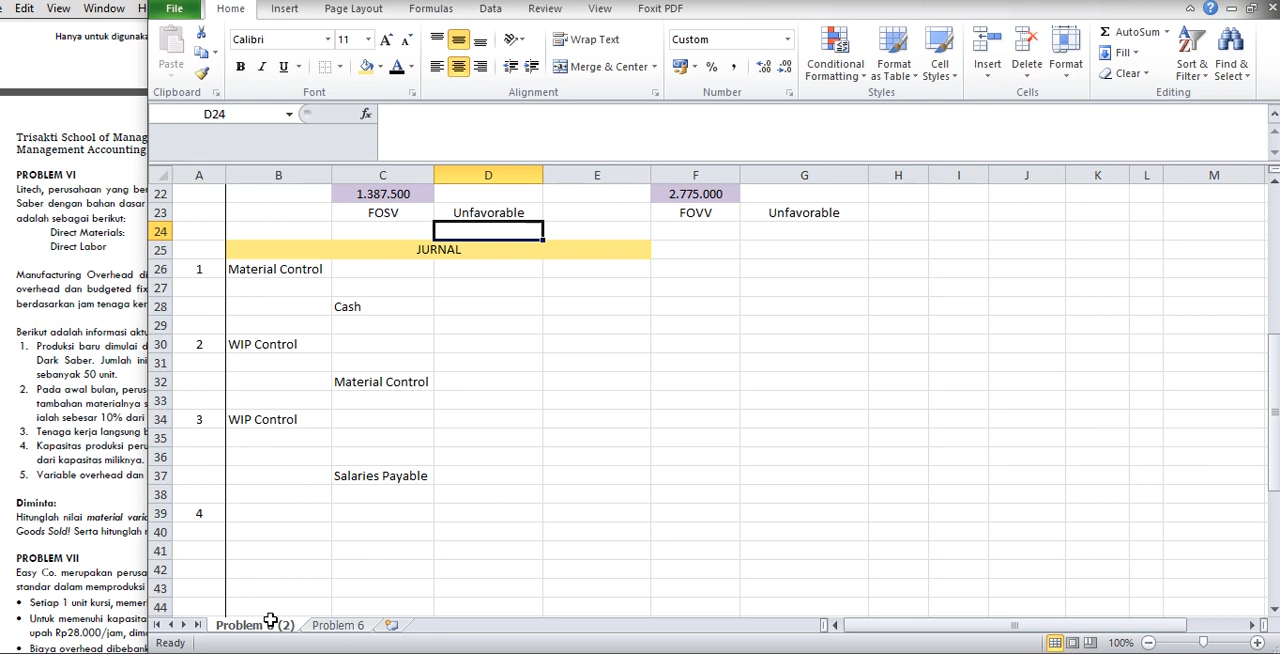 Edit View Window H
File Home Insert Page Layout Formulas Data Review View Foxit PDF
Hanya untuk digunaka
Paste
Calibri 11
Wrap Text
Custom
Conditional Formatting
Format as Table
Cell Styles
Insert Delete Format
Σ AutoSum
Fill
Clear
Sort & Filter
Find & Select
B I U
Merge & Center
% ,
Clipboard Font Alignment Number Styles Cells Editing
D24 fx
Trisakti School of Manag
Management Accounting
PROBLEM VI
Litech, perusahaan yang ber
Saber dengan bahan dasar
adalah sebagai berikut:
Direct Materials:
Direct Labor
Manufacturing Overhead di
overhead dan budgeted fix
berdasarkan jam tenaga ker
Berikut adalah informasi aktu
1. Produksi baru dimulai d
Dark Saber. Jumlah ini
sebanyak 50 unit.
2. Pada awal bulan, perus
tambahan materialnya s
ialah sebesar 10% dari
3. Tenaga kerja langsung b
4. Kapasitas produksi peru
dari kapasitas miliknya.
5. Variable overhead dan
Diminta:
Hitunglah nilai material varia
Goods Sold! Serta hitunglah n
PROBLEM VII
Easy Co. merupakan perusa
standar dalam memproduksi
• Setiap 1 unit kursi, memer
• Untuk memenuhi kapasita
upah Rp28.000/jam, dime
• Biaya overhead dibebank
A B C D E F G H I J K L M
22 1.387.500 2.775.000
23 FOSV Unfavorable FOVV Unfavorable
24
25 JURNAL
26 1 Material Control
27
28 Cash
29
30 2 WIP Control
31
32 Material Control
33
34 3 WIP Control
35
36
37 Salaries Payable
38
39 4
40
41
42
43
44
Problem (2) Problem 6
Ready 100%